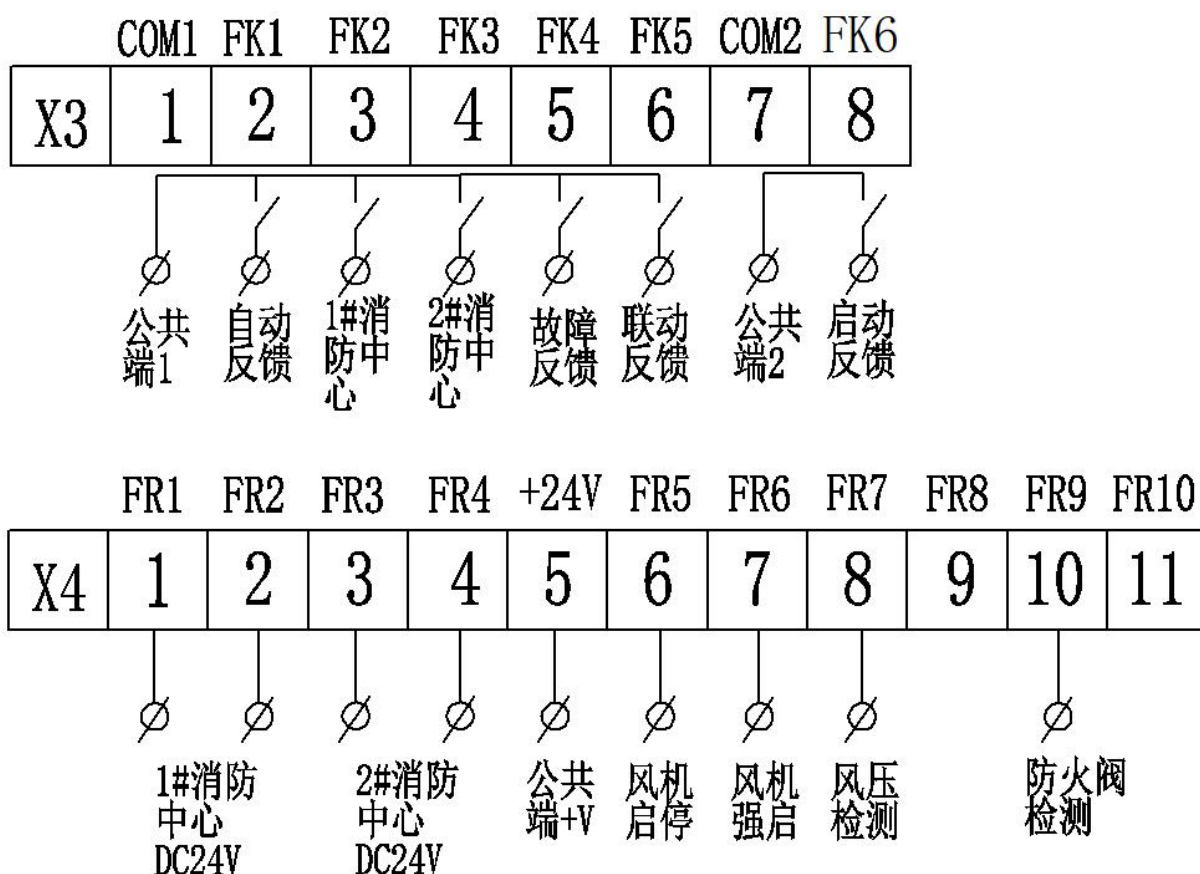 COM1 FK1 FK2 FK3 FK4 FK5 COM2 FK6
X3 1 2 3 4 5 6 7 8
公共 自动 1#消 2#消 故障 联动 公共 启动
端1 反馈 防中 防中 反馈 反馈 端2 反馈
心 心
FR1 FR2 FR3 FR4 +24V FR5 FR6 FR7 FR8 FR9 FR10
X4 1 2 3 4 5 6 7 8 9 10 11
1#消防 2#消防 公共 风机 风机 风压 防火阀
中心 中心 端+V 启停 强启 检测 检测
DC24V DC24V